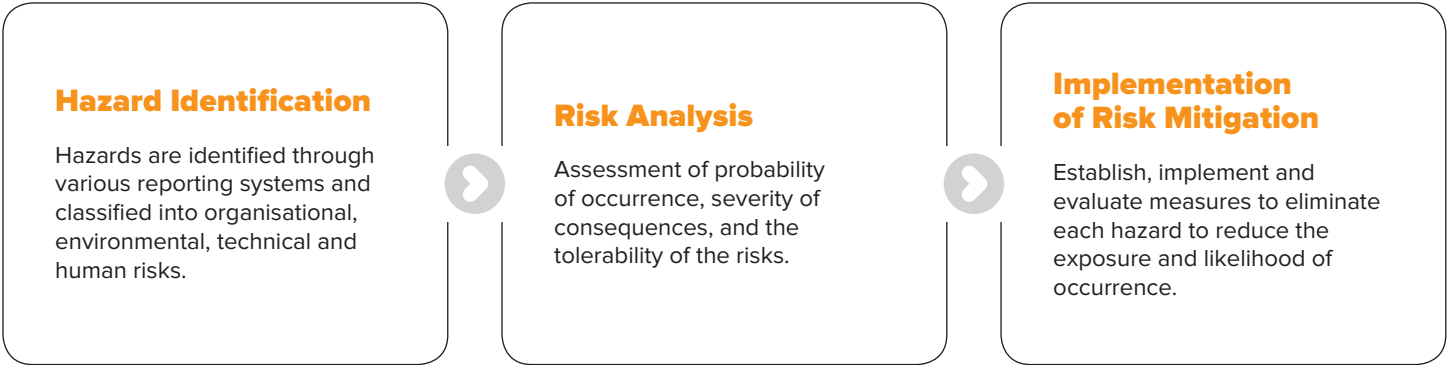 Hazard Identification
Hazards are identified through
various reporting systems and
classified into organisational,
environmental, technical and
human risks.
Risk Analysis
Assessment of probability
of occurrence, severity of
consequences, and the
tolerability of the risks.
Implementation
of Risk Mitigation
Establish, implement and
evaluate measures to eliminate
each hazard to reduce the
exposure and likelihood of
occurrence.